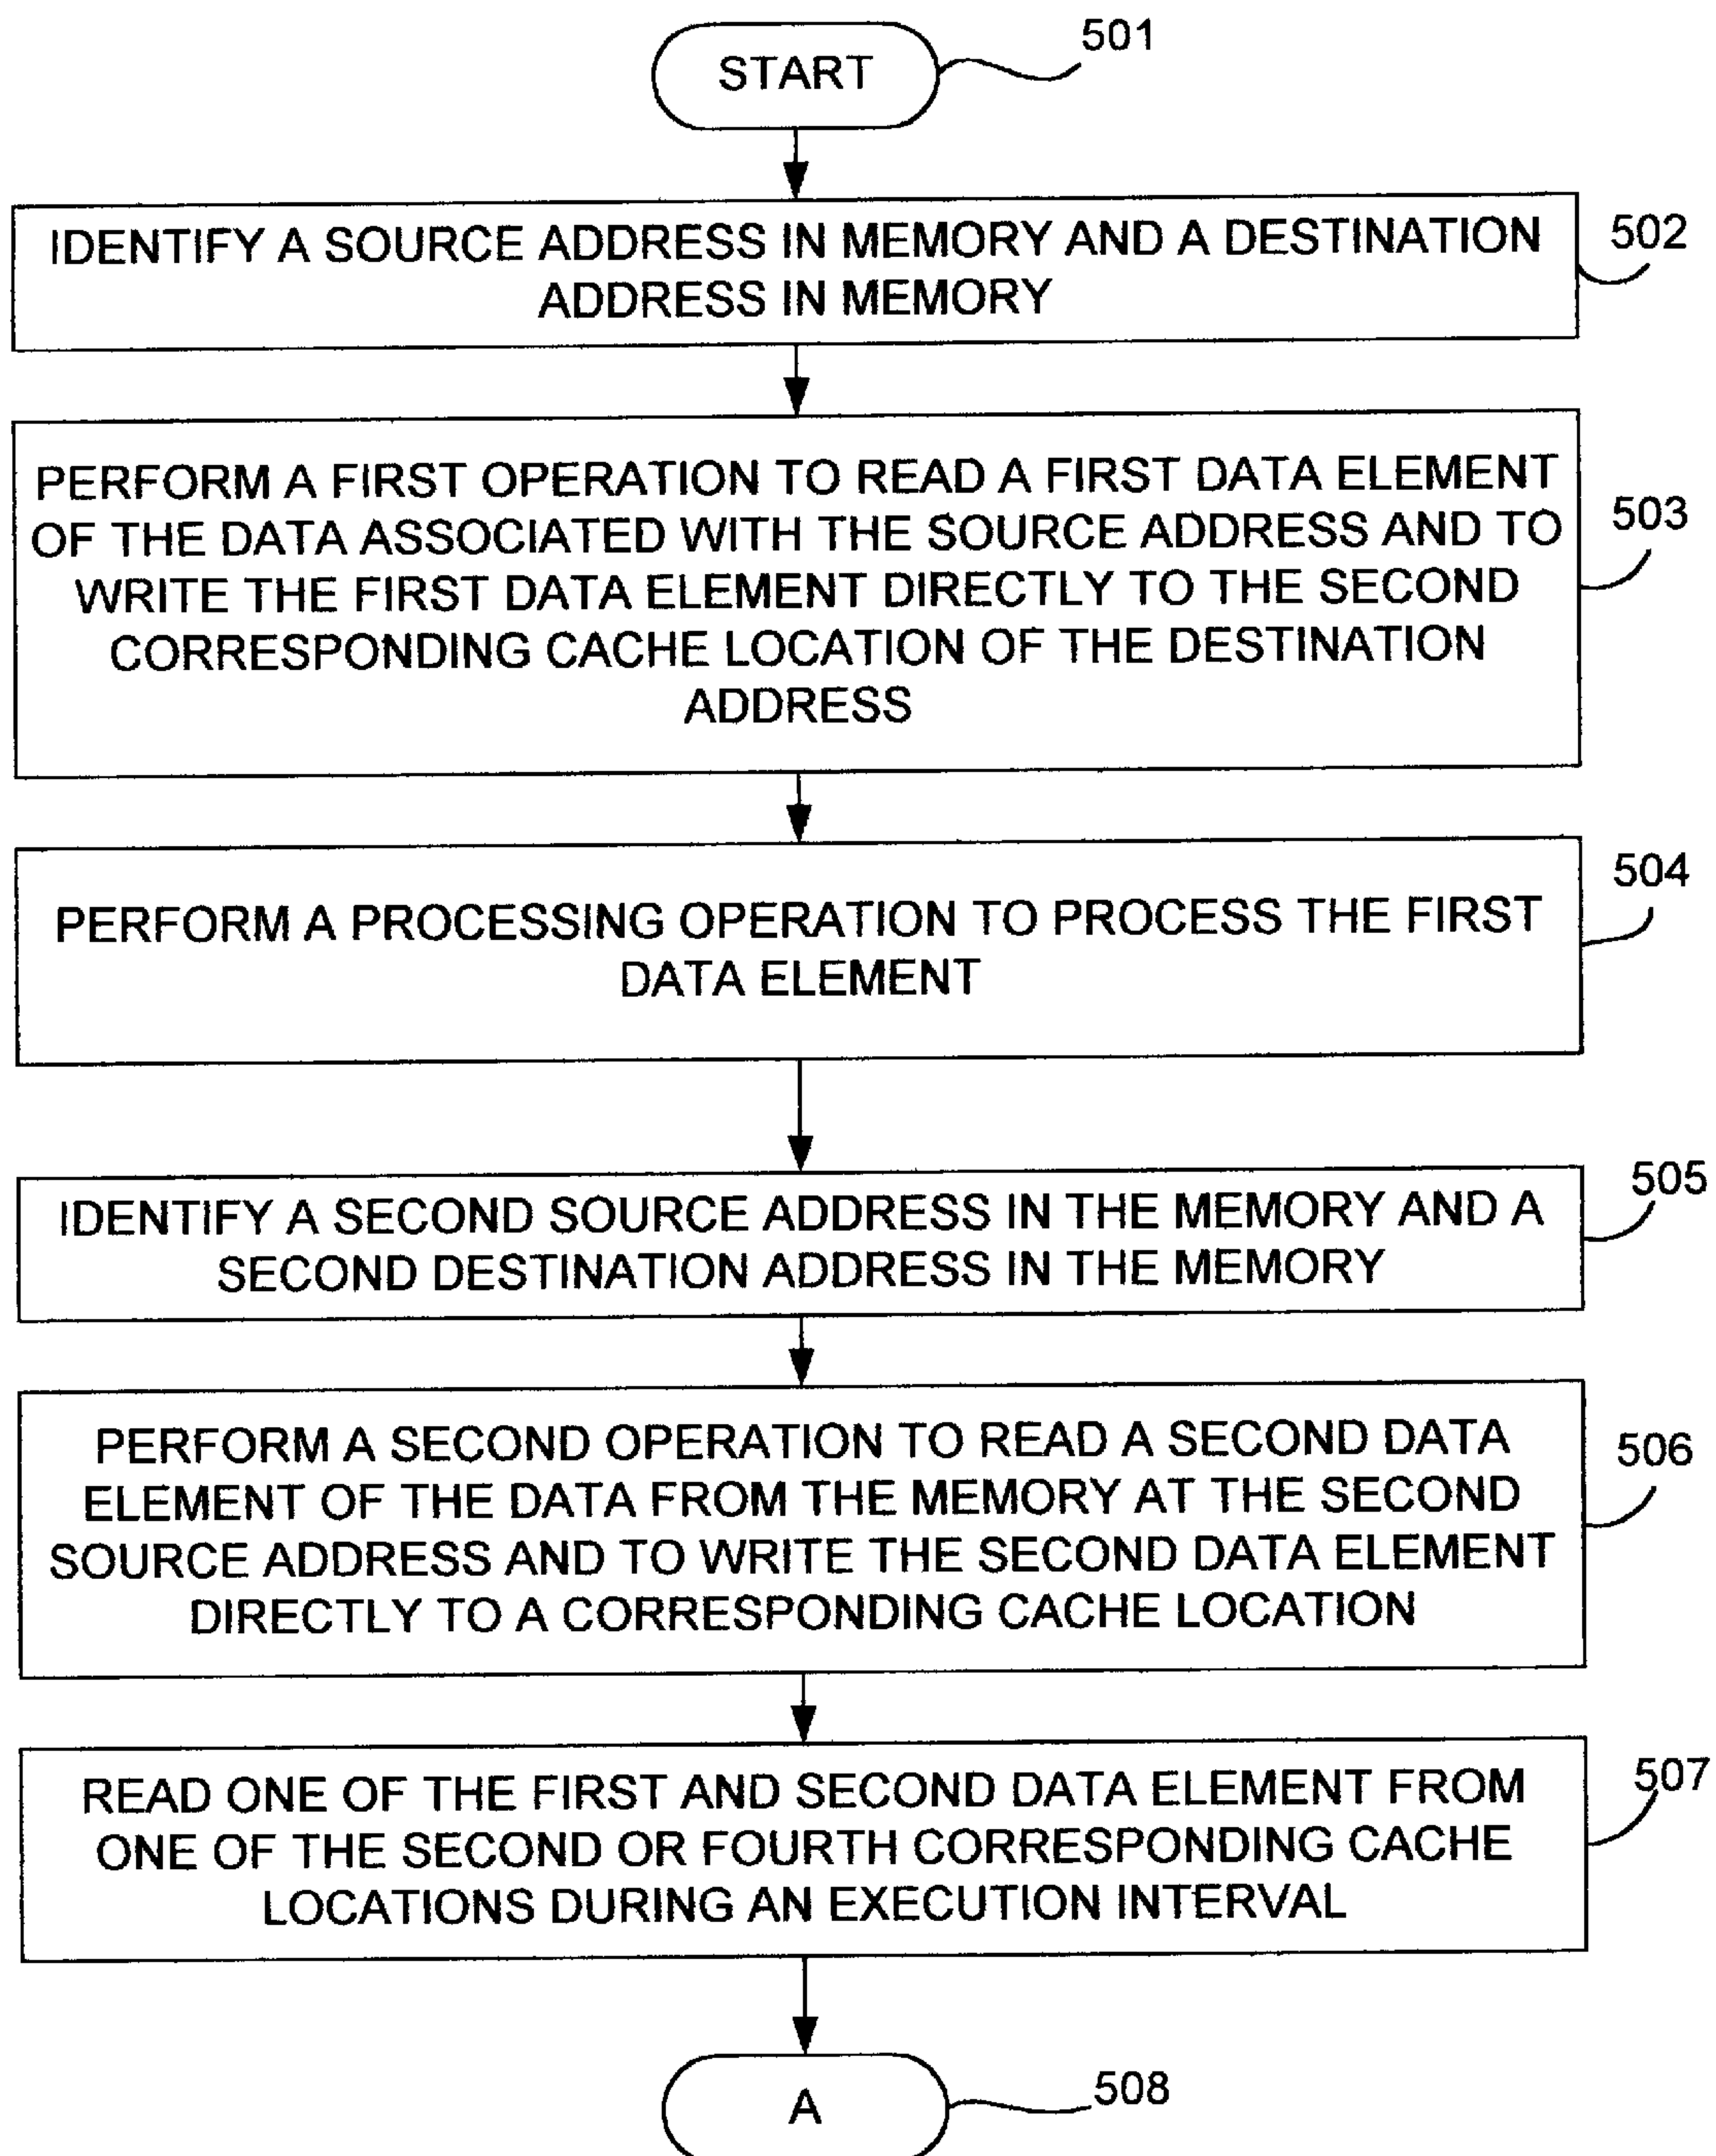 START
501
IDENTIFY A SOURCE ADDRESS IN MEMORY AND A DESTINATION
ADDRESS IN MEMORY
502
PERFORM A FIRST OPERATION TO READ A FIRST DATA ELEMENT
OF THE DATA ASSOCIATED WITH THE SOURCE ADDRESS AND TO
WRITE THE FIRST DATA ELEMENT DIRECTLY TO THE SECOND
CORRESPONDING CACHE LOCATION OF THE DESTINATION
ADDRESS
503
PERFORM A PROCESSING OPERATION TO PROCESS THE FIRST
DATA ELEMENT
504
IDENTIFY A SECOND SOURCE ADDRESS IN THE MEMORY AND A
SECOND DESTINATION ADDRESS IN THE MEMORY
505
PERFORM A SECOND OPERATION TO READ A SECOND DATA
ELEMENT OF THE DATA FROM THE MEMORY AT THE SECOND
SOURCE ADDRESS AND TO WRITE THE SECOND DATA ELEMENT
DIRECTLY TO A CORRESPONDING CACHE LOCATION
506
READ ONE OF THE FIRST AND SECOND DATA ELEMENT FROM
ONE OF THE SECOND OR FOURTH CORRESPONDING CACHE
LOCATIONS DURING AN EXECUTION INTERVAL
507
A
508